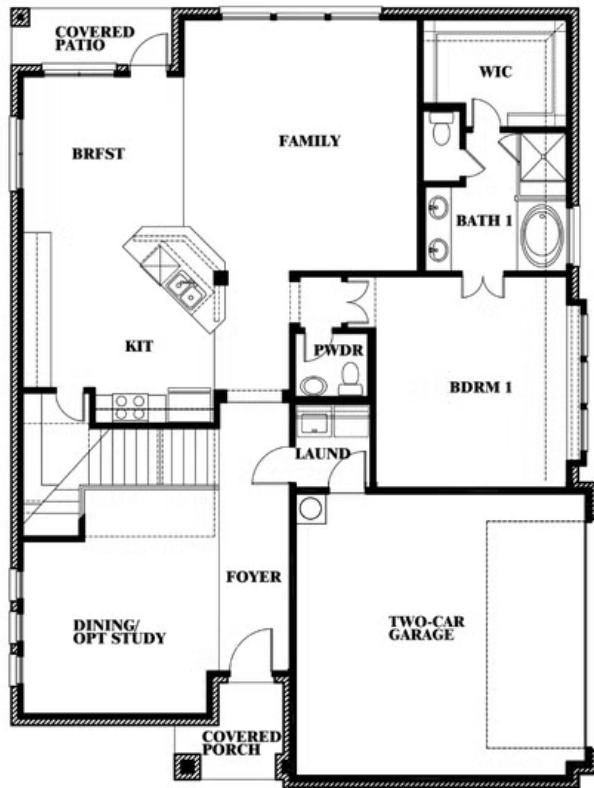 COVERED
PATIO
WIC
BRFST
FAMILY
BATH 1
KIT
PWDR
BDRM 1
LAUND
FOYER
DINING/
OPT STUDY
TWO-CAR
GARAGE
COVERED
PORCH